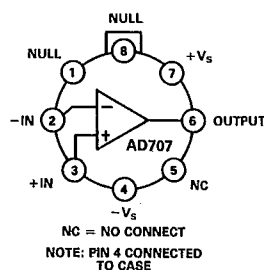 NULL
NULL
8
1
7
+Vs
−IN
2
−
6
OUTPUT
+
AD707
+IN
3
5
NC
4
−Vs
NC = NO CONNECT
NOTE: PIN 4 CONNECTED
TO CASE